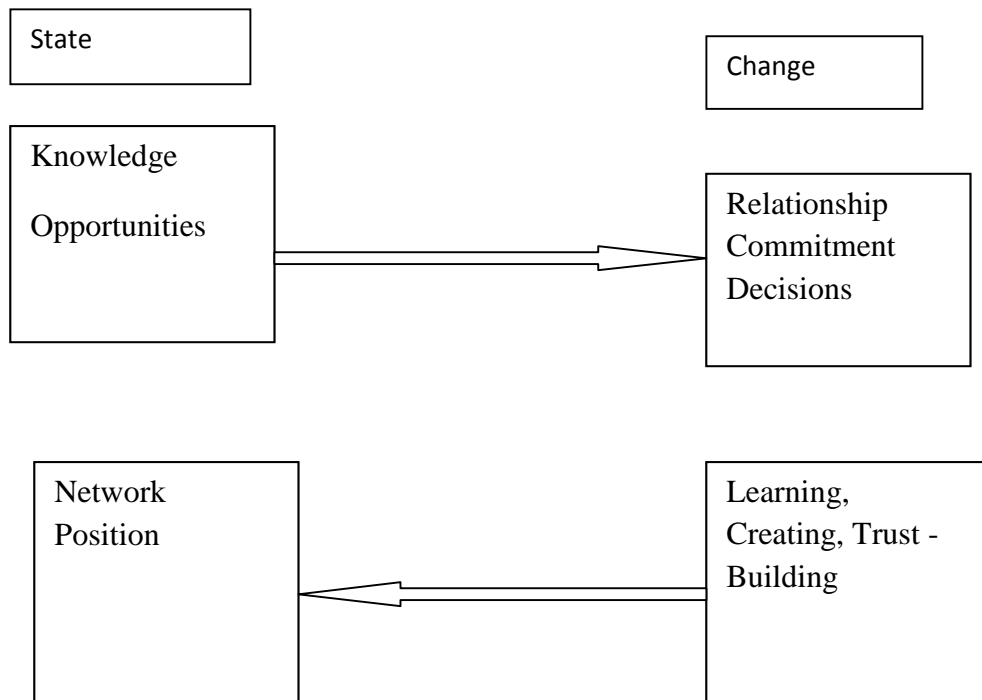 State
Change
Knowledge
Opportunities
Relationship
Commitment
Decisions
Network
Position
Learning,
Creating, Trust -
Building